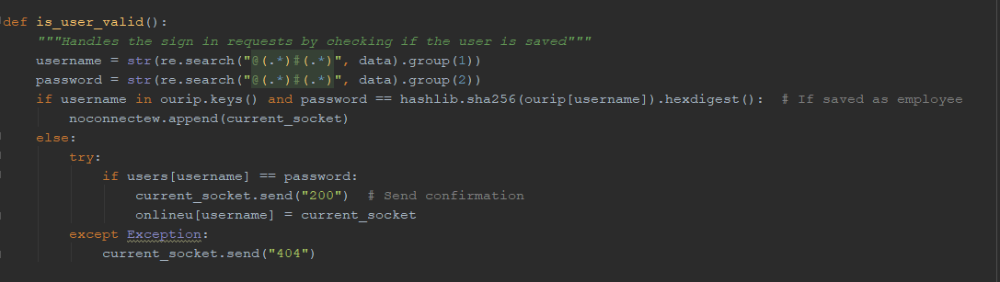 def is_user_valid():
    """Handles the sign in requests by checking if the user is saved"""
    username = str(re.search("@(.*)#(.*)", data).group(1))
    password = str(re.search("@(.*)#(.*)", data).group(2))
    if username in ourip.keys() and password == hashlib.sha256(ourip[username]).hexdigest():  # If saved as employee
        noconnectew.append(current_socket)
    else:
        try:
            if users[username] == password:
                current_socket.send("200")  # Send confirmation
                onlineu[username] = current_socket
        except Exception:
            current_socket.send("404")